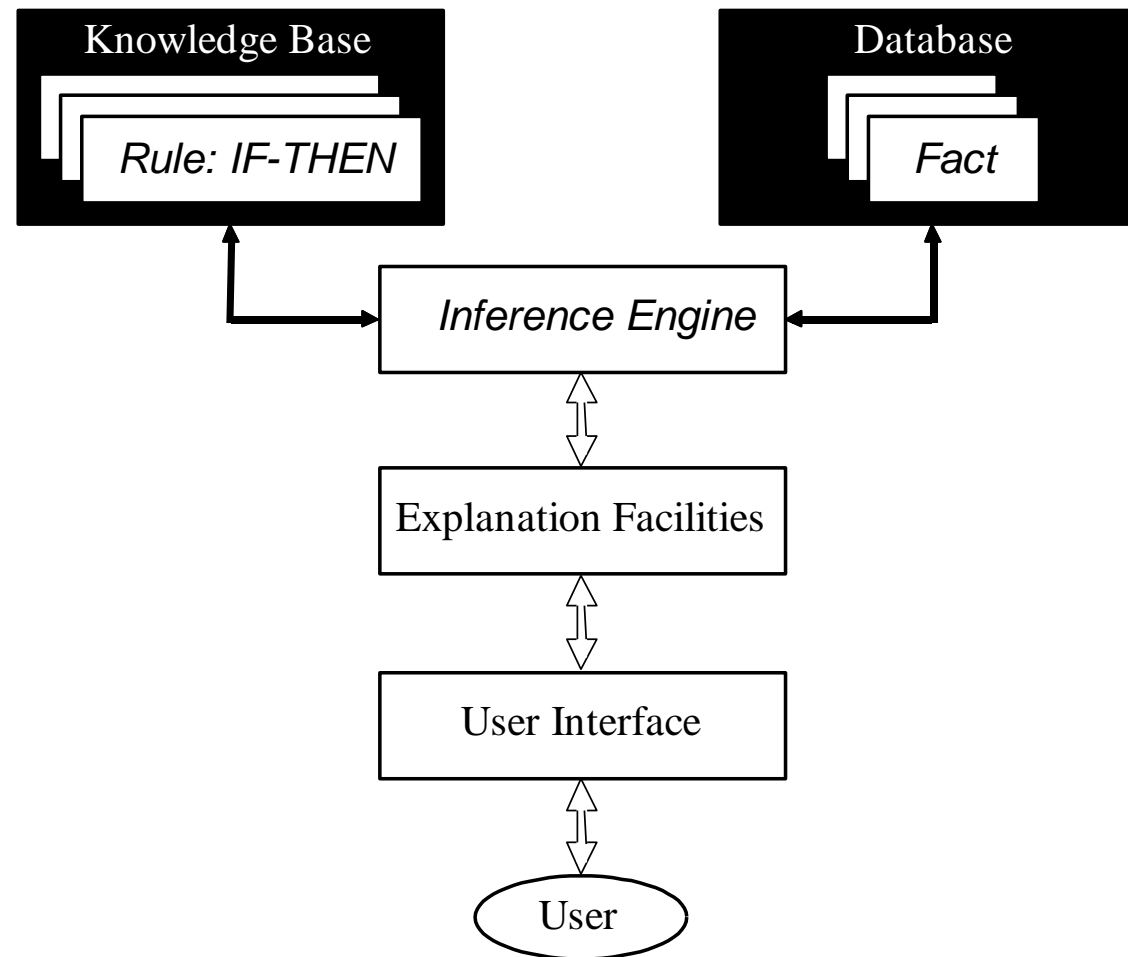 Knowledge Base
Database
Rule: IF-THEN
Fact
Inference Engine
Explanation Facilities
User Interface
User